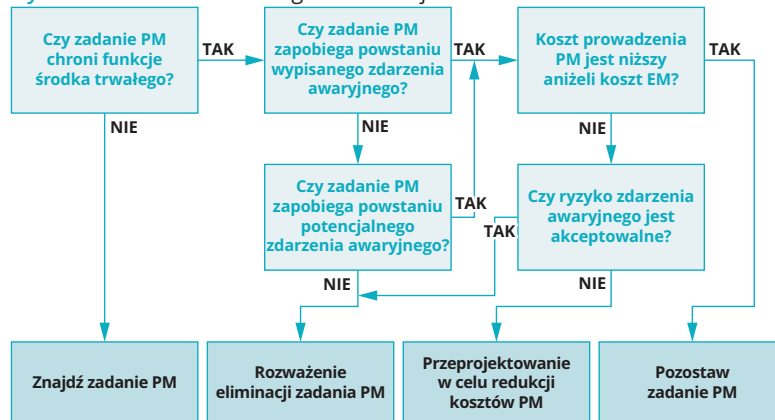 Czy zadanie PM
chroni funkcje
środka trwałego?
TAK
Czy zadanie PM
zapobiega powstaniu
wypisanego zdarzenia
awaryjnego?
TAK
Koszt prowadzenia
PM jest niższy
aniżeli koszt EM?
TAK
NIE
NIE
NIE
Czy zadanie PM
zapobiega powstaniu
potencjalnego
zdarzenia awaryjnego?
TAK
TAK
Czy ryzyko zdarzenia
awaryjnego jest
akceptowalne?
NIE
NIE
Znajdź zadanie PM
Rozważenie
eliminacji zadania PM
Przeprojektowanie
w celu redukcji
kosztów PM
Pozostaw
zadanie PM